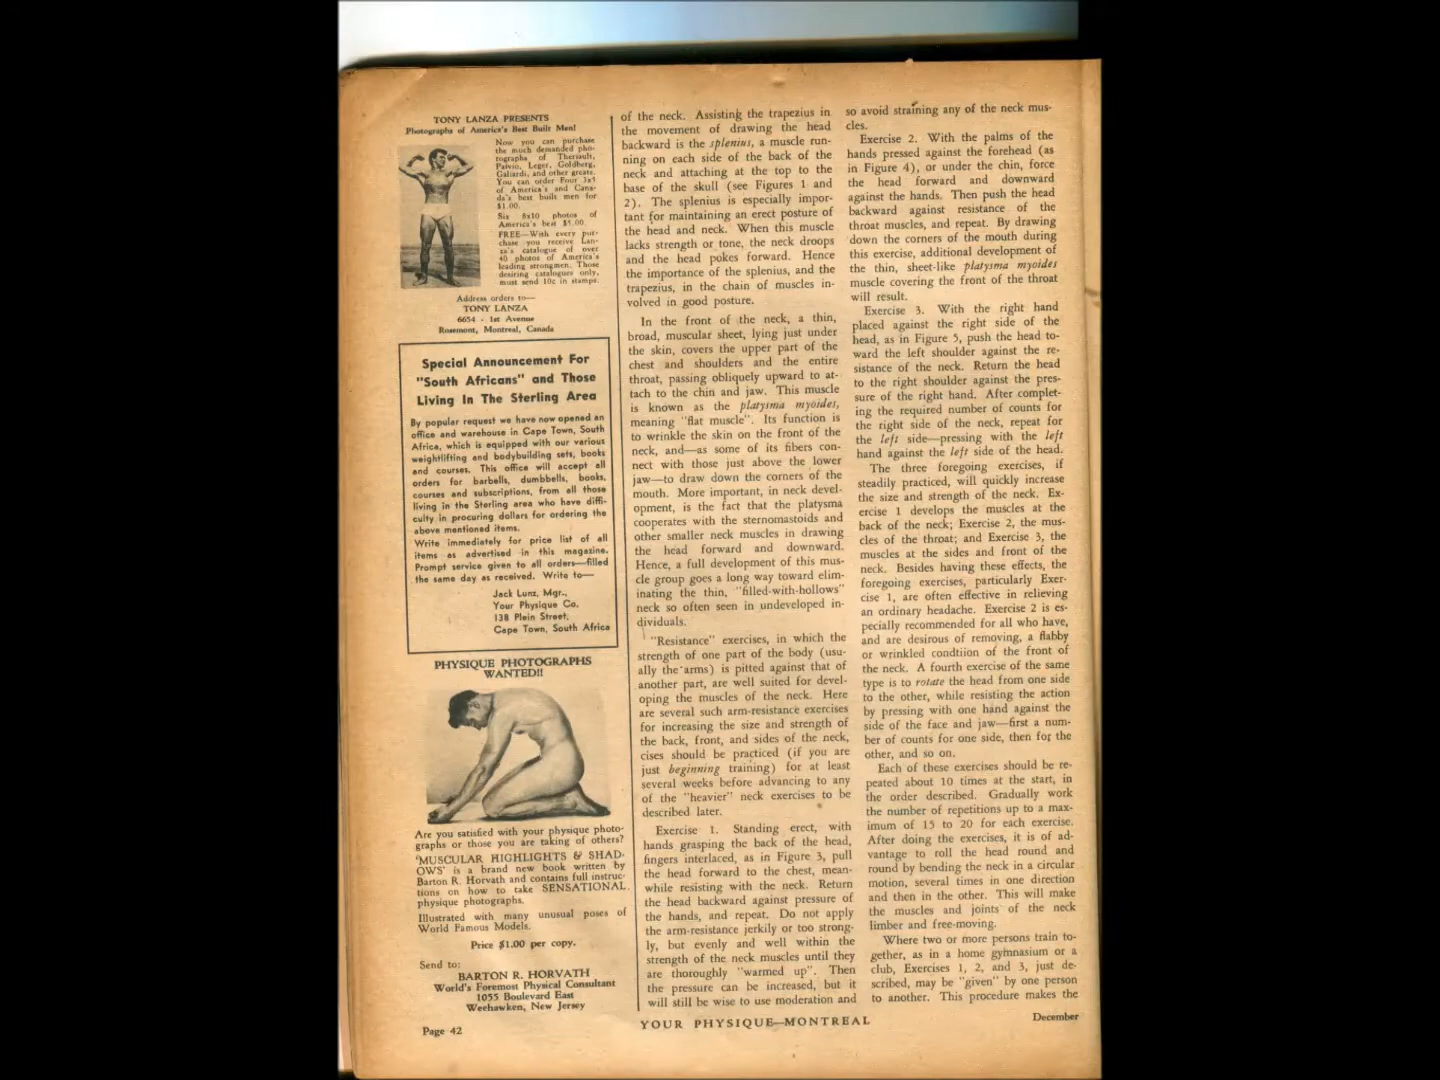 TONY LANZA PRESENTS
Photographs of America's Best Built Men!
Now you can purchase
the much demanded pho-
tographs of Theriault,
Paivio, Leger, Goldberg,
Galiardi, and other greats.
You can order Four 5x4
of America's and Cana-
da's best built men for
$1.00.
Six 8x10 photos of
America's best $5.00.
FREE—With every pur-
chase you receive Lan-
za's catalogue of over
40 photos of America's
leading strongmen. Those
desiring catalogues only,
must send 10c in stamps.
Address orders to—
TONY LANZA
6654 - 1st Avenue
Rosemont, Montreal, Canada
Special Announcement For
"South Africans" and Those
Living In The Sterling Area
By popular request we have now opened an
office and warehouse in Cape Town, South
Africa, which is equipped with our various
weightlifting and bodybuilding sets, books
and courses. This office will accept all
orders for barbells, dumbbells, books,
courses and subscriptions, from all those
living in the Sterling area who have diffi-
culty in procuring dollars for ordering the
above mentioned items.
Write immediately for price list of all
items as advertised in this magazine.
Prompt service given to all orders—filled
the same day as received. Write to—
Jack Lunz, Mgr.,
Your Physique Co.
138 Plein Street,
Cape Town, South Africa
PHYSIQUE PHOTOGRAPHS
WANTED!!
Are you satisfied with your physique photo-
graphs or those you are taking of others?
'MUSCULAR HIGHLIGHTS & SHAD-
OWS' is a brand new book written by
Barton R. Horvath and contains full instruc-
tions on how to take SENSATIONAL
physique photographs.
Illustrated with many unusual poses of
World Famous Models.
Price $1.00 per copy.
Send to:
BARTON R. HORVATH
World's Foremost Physical Consultant
1055 Boulevard East
Weehawken, New Jersey
of the neck. Assisting the trapezius in
the movement of drawing the head
backward is the splenius, a muscle run-
ning on each side of the back of the
neck and attaching at the top to the
base of the skull (see Figures 1 and
2). The splenius is especially impor-
tant for maintaining an erect posture of
the head and neck. When this muscle
lacks strength or tone, the neck droops
and the head pokes forward. Hence
the importance of the splenius, and the
trapezius, in the chain of muscles in-
volved in good posture.
In the front of the neck, a thin,
broad, muscular sheet, lying just under
the skin, covers the upper part of the
chest and shoulders and the entire
throat, passing obliquely upward to at-
tach to the chin and jaw. This muscle
is known as the platysma myoides,
meaning "flat muscle". Its function is
to wrinkle the skin on the front of the
neck, and—as some of its fibers con-
nect with those just above the lower
jaw—to draw down the corners of the
mouth. More important, in neck devel-
opment, is the fact that the platysma
cooperates with the sternomastoids and
other smaller neck muscles in drawing
the head forward and downward.
Hence, a full development of this mus-
cle group goes a long way toward elim-
inating the thin, "filled-with-hollows"
neck so often seen in undeveloped in-
dividuals.
"Resistance" exercises, in which the
strength of one part of the body (usu-
ally the arms) is pitted against that of
another part, are well suited for devel-
oping the muscles of the neck. Here
are several such arm-resistance exercises
for increasing the size and strength of
the back, front, and sides of the neck,
cises should be practiced (if you are
just beginning training) for at least
several weeks before advancing to any
of the "heavier" neck exercises to be
described later.
Exercise 1. Standing erect, with
hands grasping the back of the head,
fingers interlaced, as in Figure 3, pull
the head forward to the chest, mean-
while resisting with the neck. Return
the head backward against pressure of
the hands, and repeat. Do not apply
the arm-resistance jerkily or too strong-
ly, but evenly and well within the
strength of the neck muscles until they
are thoroughly "warmed up". Then
the pressure can be increased, but it
will still be wise to use moderation and
so avoid straining any of the neck mus-
cles.
Exercise 2. With the palms of the
hands pressed against the forehead (as
in Figure 4), or under the chin, force
the head forward and downward
against the hands. Then push the head
backward against resistance of the
throat muscles, and repeat. By drawing
down the corners of the mouth during
this exercise, additional development of
the thin, sheet-like platysma myoides
muscle covering the front of the throat
will result.
Exercise 3. With the right hand
placed against the right side of the
head, as in Figure 5, push the head to-
ward the left shoulder against the re-
sistance of the neck. Return the head
to the right shoulder against the pres-
sure of the right hand. After complet-
ing the required number of counts for
the right side of the neck, repeat for
the left side—pressing with the left
hand against the left side of the head.
The three foregoing exercises, if
steadily practiced, will quickly increase
the size and strength of the neck. Ex-
ercise 1 develops the muscles at the
back of the neck; Exercise 2, the mus-
cles of the throat; and Exercise 3, the
muscles at the sides and front of the
neck. Besides having these effects, the
foregoing exercises, particularly Exer-
cise 1, are often effective in relieving
an ordinary headache. Exercise 2 is es-
pecially recommended for all who have,
and are desirous of removing, a flabby
or wrinkled condtiion of the front of
the neck. A fourth exercise of the same
type is to rotate the head from one side
to the other, while resisting the action
by pressing with one hand against the
side of the face and jaw—first a num-
ber of counts for one side, then for the
other, and so on.
Each of these exercises should be re-
peated about 10 times at the start, in
the order described. Gradually work
the number of repetitions up to a max-
imum of 15 to 20 for each exercise.
After doing the exercises, it is of ad-
vantage to roll the head round and
round by bending the neck in a circular
motion, several times in one direction
and then in the other. This will make
the muscles and joints of the neck
limber and free-moving.
Where two or more persons train to-
gether, as in a home gymnasium or a
club, Exercises 1, 2, and 3, just de-
scribed, may be "given" by one person
to another. This procedure makes the
Page 42
YOUR PHYSIQUE—MONTREAL
December